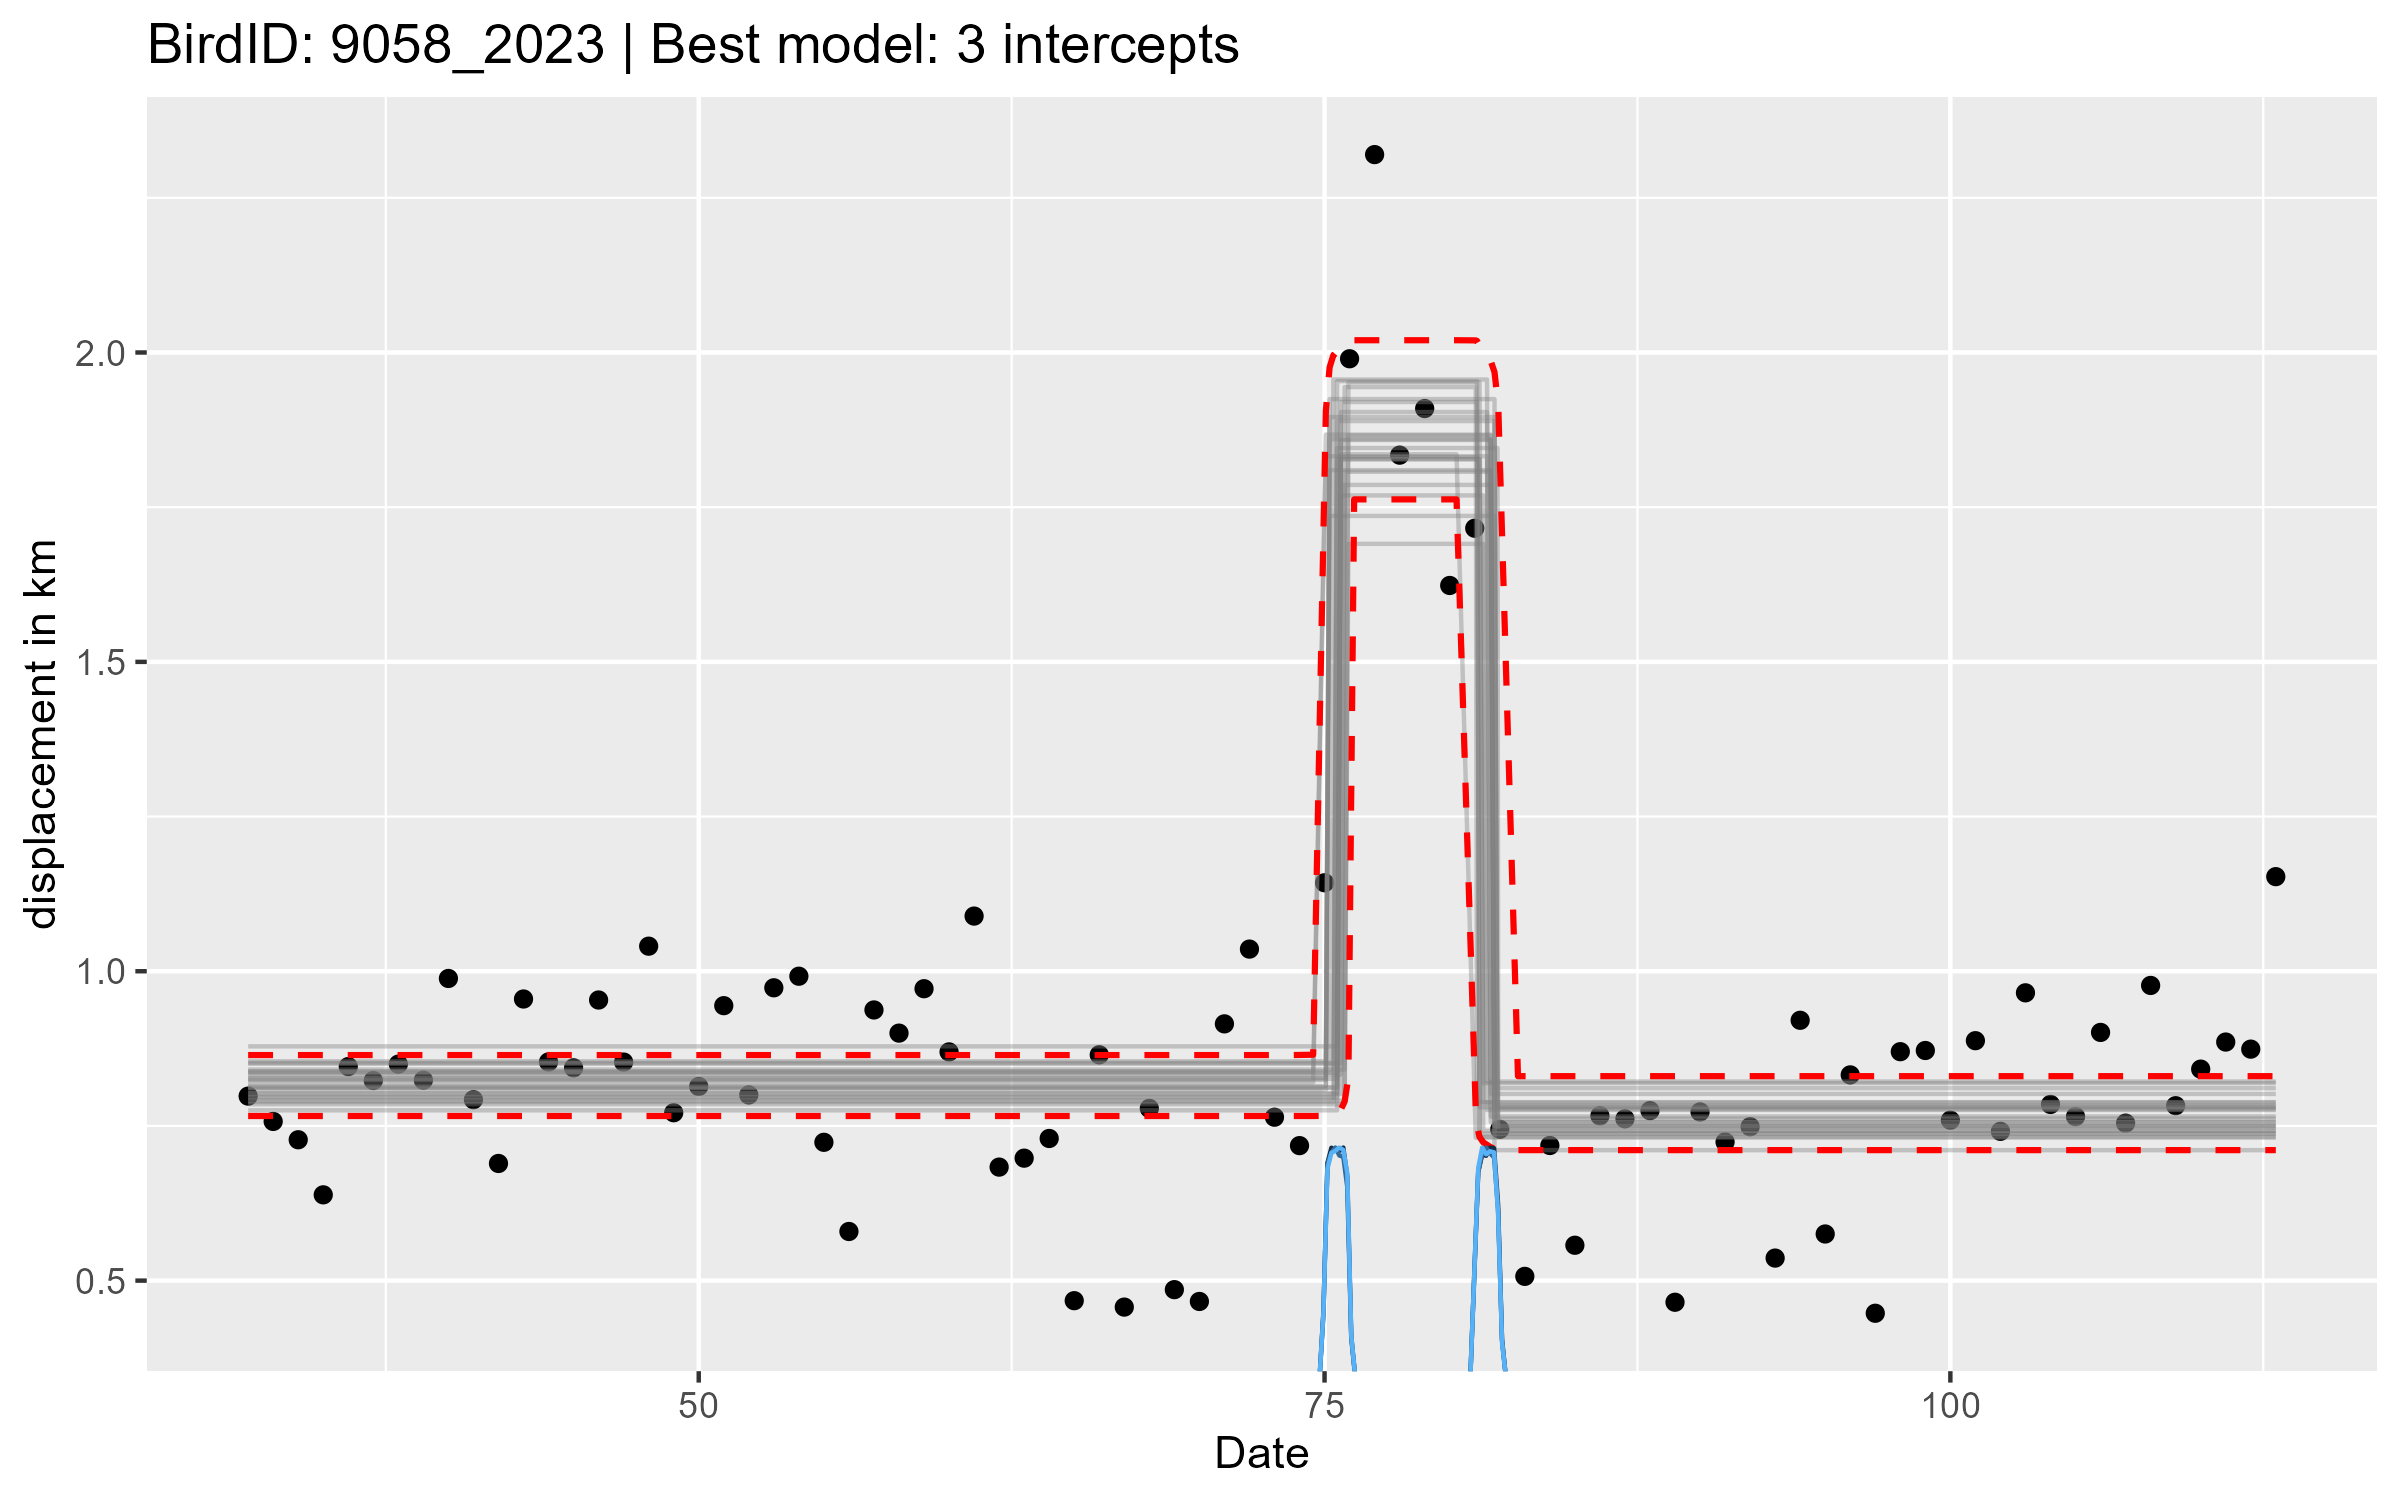 BirdID: 9058_2023 | Best model: 3 intercepts
displacement in km
2.0
1.5
1.0
0.5
50 75 100
Date